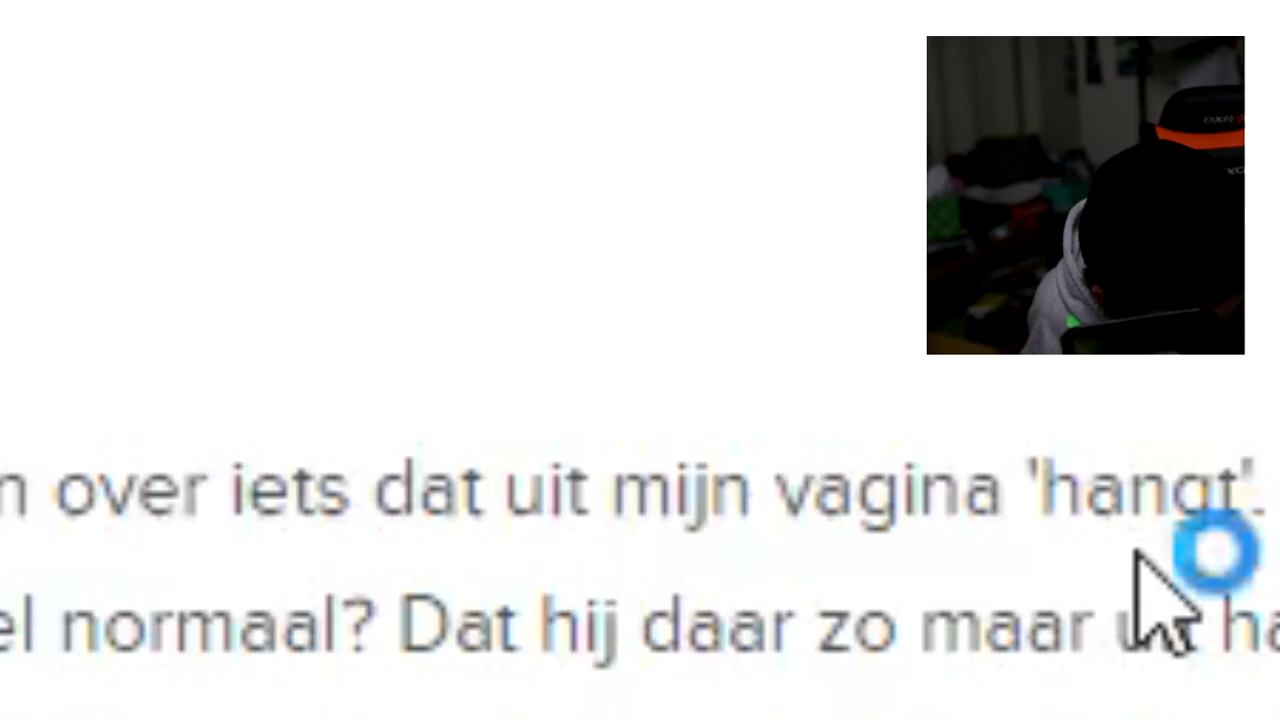 over iets dat uit mijn vagina 'hangt'.
normaal? Dat hij daar zo maar